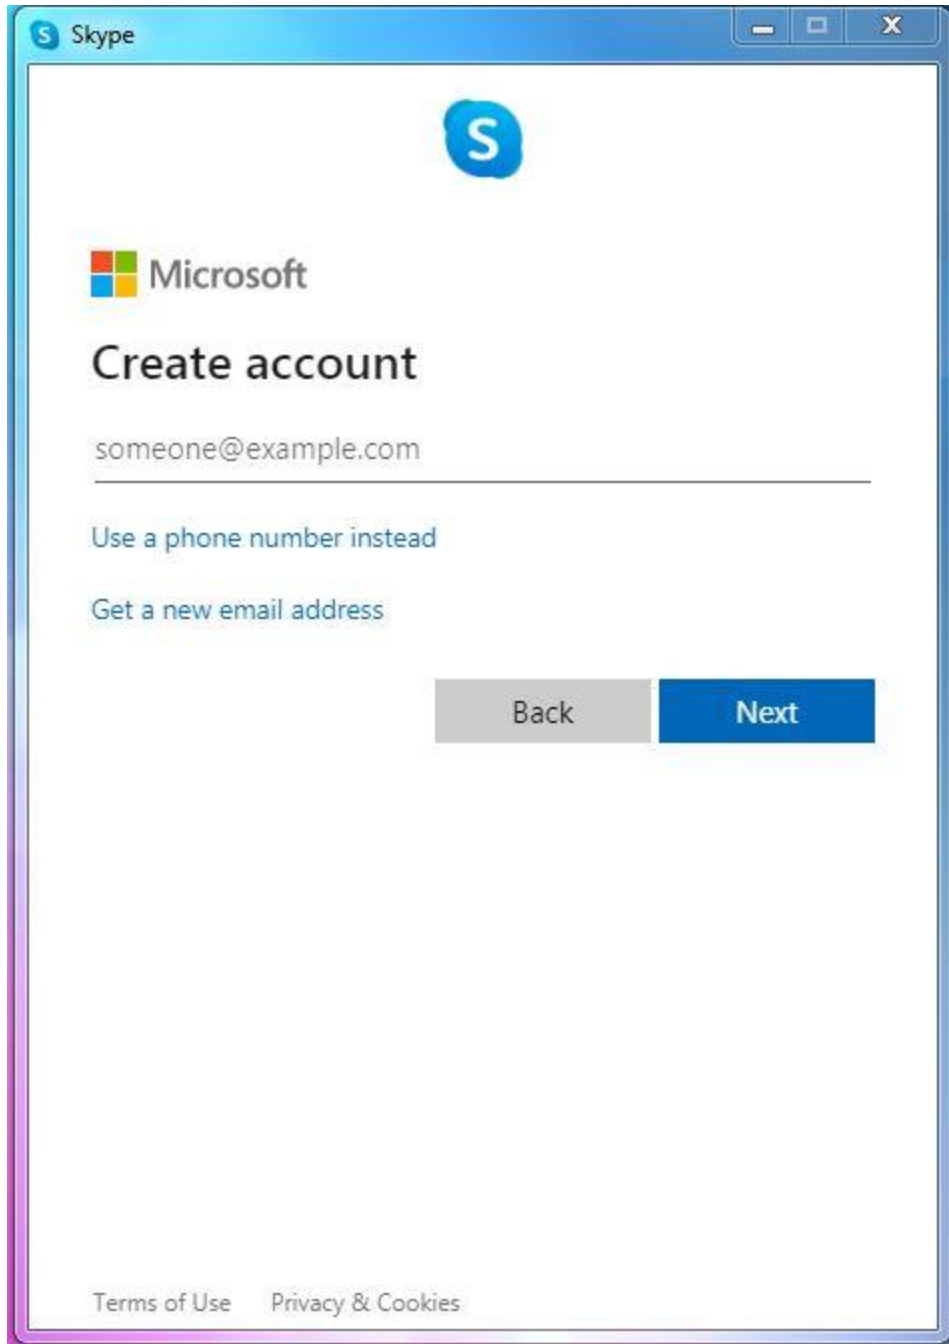 Skype
S
Microsoft
Create account
someone@example.com
Use a phone number instead
Get a new email address
Back Next
Terms of Use Privacy & Cookies